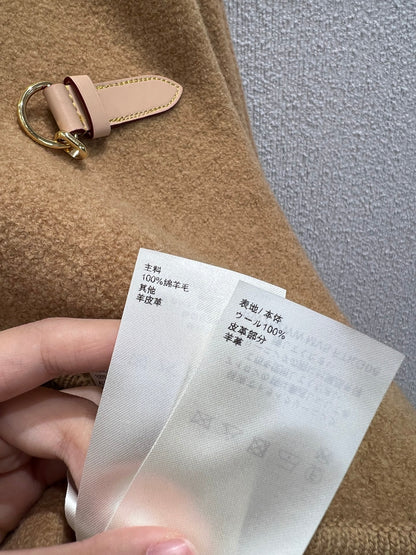 主料
100%綿羊毛
其他
羊皮革
表地/本体
ウール100%
皮革部分
羊革